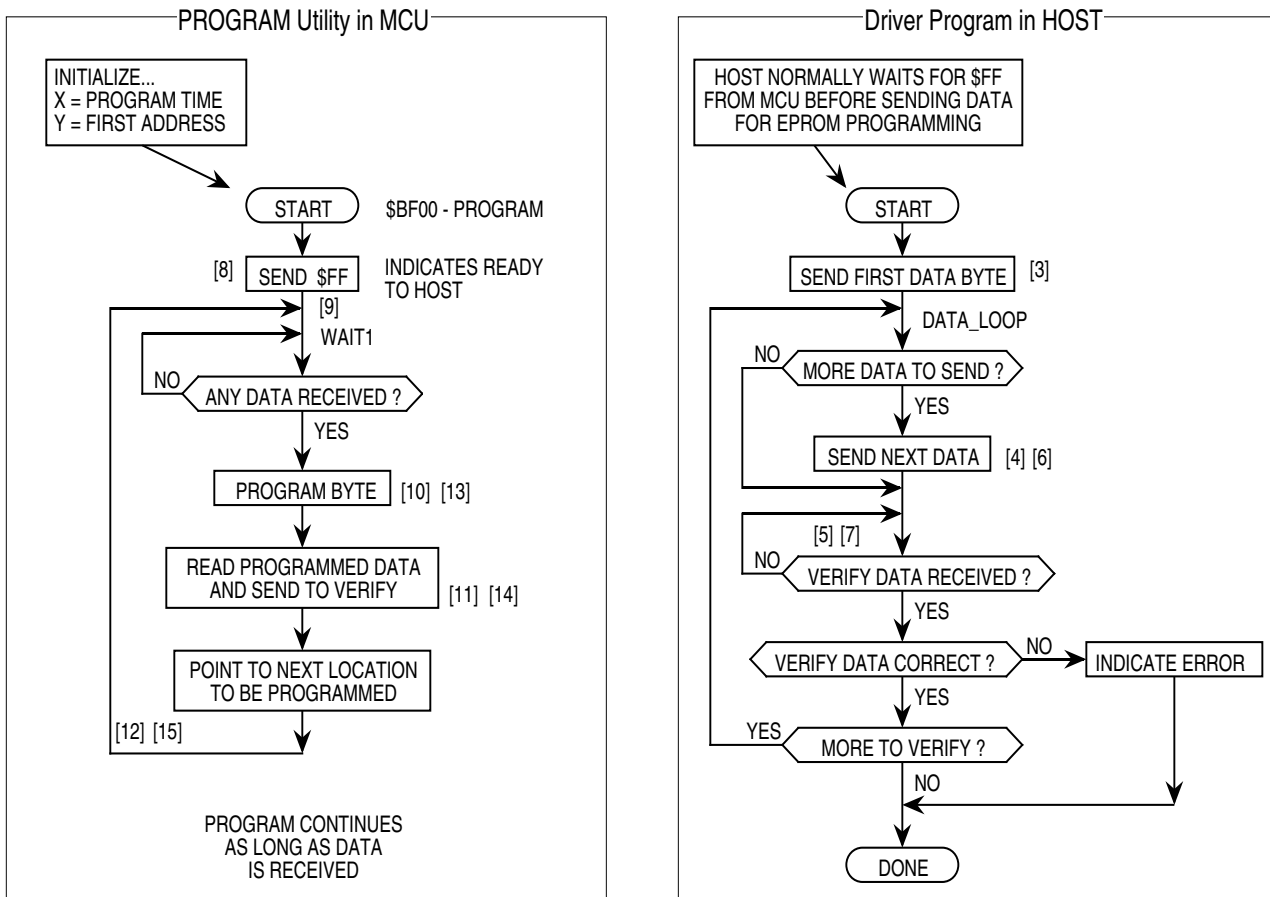 PROGRAM Utility in MCU
INITIALIZE...
X = PROGRAM TIME
Y = FIRST ADDRESS
START
$BF00 - PROGRAM
[8]
SEND $FF
INDICATES READY
TO HOST
[9]
WAIT1
NO
ANY DATA RECEIVED ?
YES
PROGRAM BYTE
[10] [13]
READ PROGRAMMED DATA
AND SEND TO VERIFY
[11] [14]
POINT TO NEXT LOCATION
TO BE PROGRAMMED
[12] [15]
PROGRAM CONTINUES
AS LONG AS DATA
IS RECEIVED
Driver Program in HOST
HOST NORMALLY WAITS FOR $FF
FROM MCU BEFORE SENDING DATA
FOR EPROM PROGRAMMING
START
SEND FIRST DATA BYTE
[3]
DATA_LOOP
NO
MORE DATA TO SEND ?
YES
SEND NEXT DATA
[4] [6]
[5] [7]
NO
VERIFY DATA RECEIVED ?
YES
VERIFY DATA CORRECT ?
NO
INDICATE ERROR
YES
YES
MORE TO VERIFY ?
NO
DONE